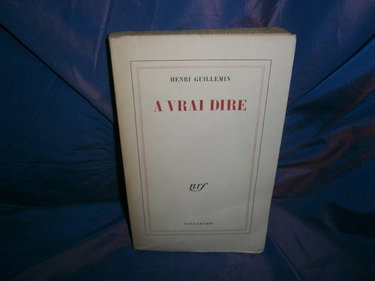 HENRI GUILLEMIN
A VRAI DIRE
nrf
GALLIMARD